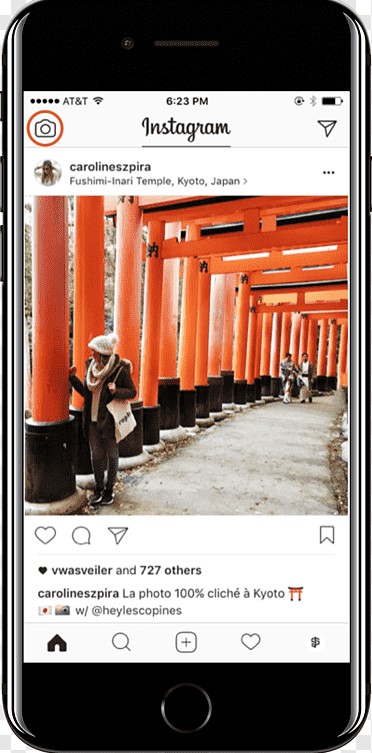 AT&T 6:23 PM
Instagram
carolineszpira
Fushimi-Inari Temple, Kyoto, Japan >
vwasveiler and 727 others
carolineszpira La photo 100% cliché à Kyoto ⛩️
🇯🇵 📸 w/ @heylescopines